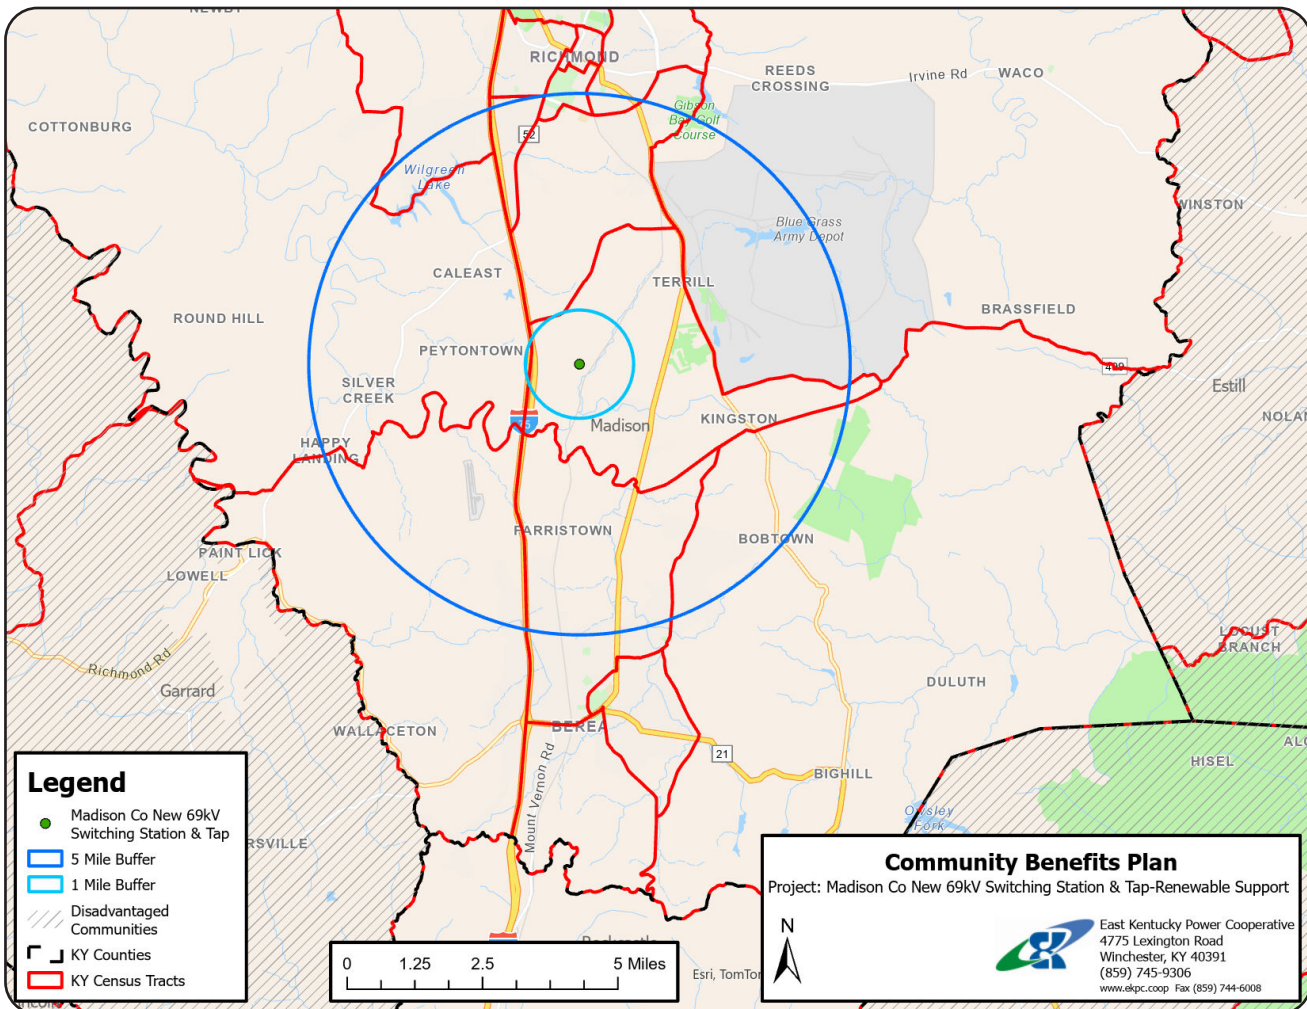 NEWBY
RICHMOND
REEDS
CROSSING
Irvine Rd
WACO
COTTONBURG
52
Gibson
Bay Golf
Course
Wilgreen
Lake
WINSTON
Blue Grass
Army Depot
CALEAST
TERRILL
ROUND HILL
BRASSFIELD
PEYTONTOWN
499
SILVER
CREEK
Estill
Madison
KINGSTON
HAPPY
LANDING
FARRISTOWN
BOBTOWN
PAINT LICK
LOWELL
LOCUST
BRANCH
Richmond Rd
Garrard
DULUTH
WALLACETON
BEREA
21
Mount Vernon Rd
HISEL
BIGHILL
Owsley
Fork
RSVILLE
Esri, TomTom
Legend
Madison Co New 69kV
Switching Station & Tap
5 Mile Buffer
1 Mile Buffer
Disadvantaged
Communities
KY Counties
KY Census Tracts
0 1.25 2.5 5 Miles
Community Benefits Plan
Project: Madison Co New 69kV Switching Station & Tap-Renewable Support
N
East Kentucky Power Cooperative
4775 Lexington Road
Winchester, KY 40391
(859) 745-9306
www.ekpc.coop Fax (859) 744-6008